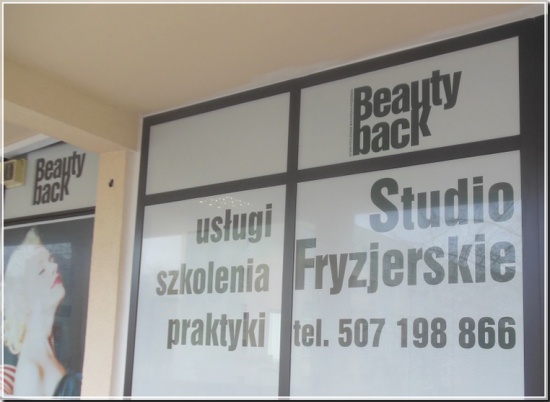 Beauty
back
Beauty
back
usługi
szkolenia
praktyki
Studio
Fryzjerskie
tel. 507 198 866